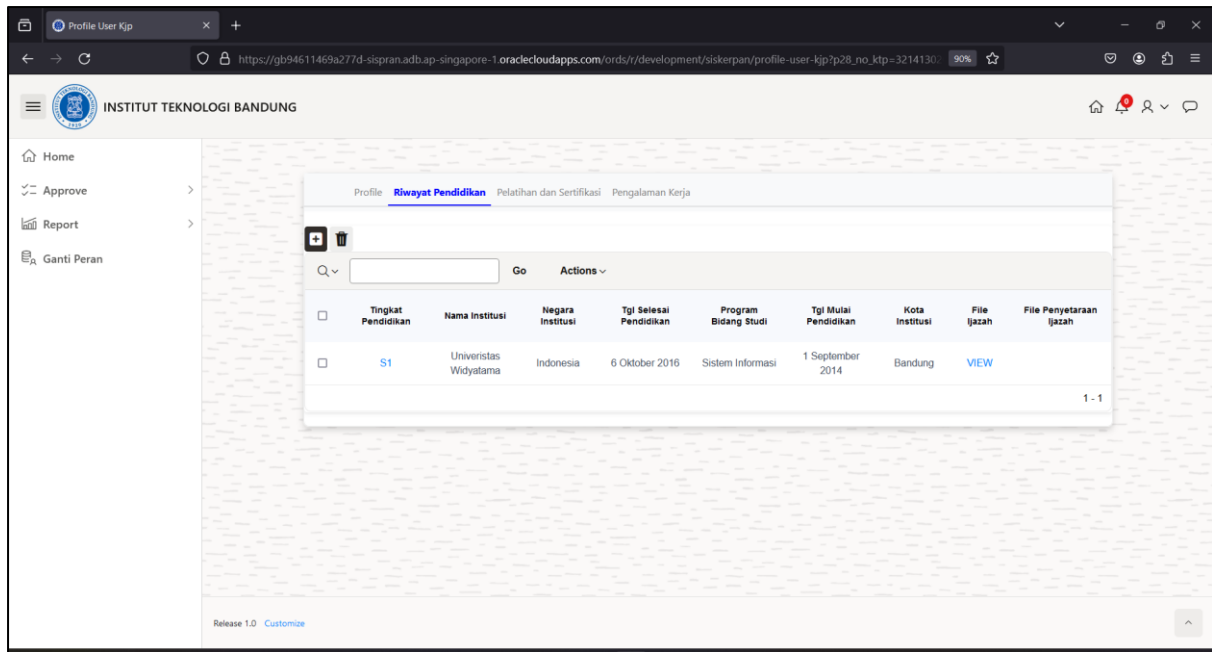 Profile User Kjp
https://gb94611469a277d-sispran.adb.ap-singapore-1.oraclecloudapps.com/ords/r/development/siskerpan/profile-user-kjp?p28_no_ktp=3214130 90%
INSTITUT TEKNOLOGI BANDUNG
0
Home
Approve
Report
Ganti Peran
Profile Riwayat Pendidikan Pelatihan dan Sertifikasi Pengalaman Kerja
Go Actions
Tingkat Pendidikan Nama Institusi Negara Institusi Tgl Selesai Pendidikan Program Bidang Studi Tgl Mulai Pendidikan Kota Institusi File Ijazah File Penyetaraan Ijazah
S1 Univeristas Widyatama Indonesia 6 Oktober 2016 Sistem Informasi 1 September 2014 Bandung VIEW
1 - 1
Release 1.0 Customize